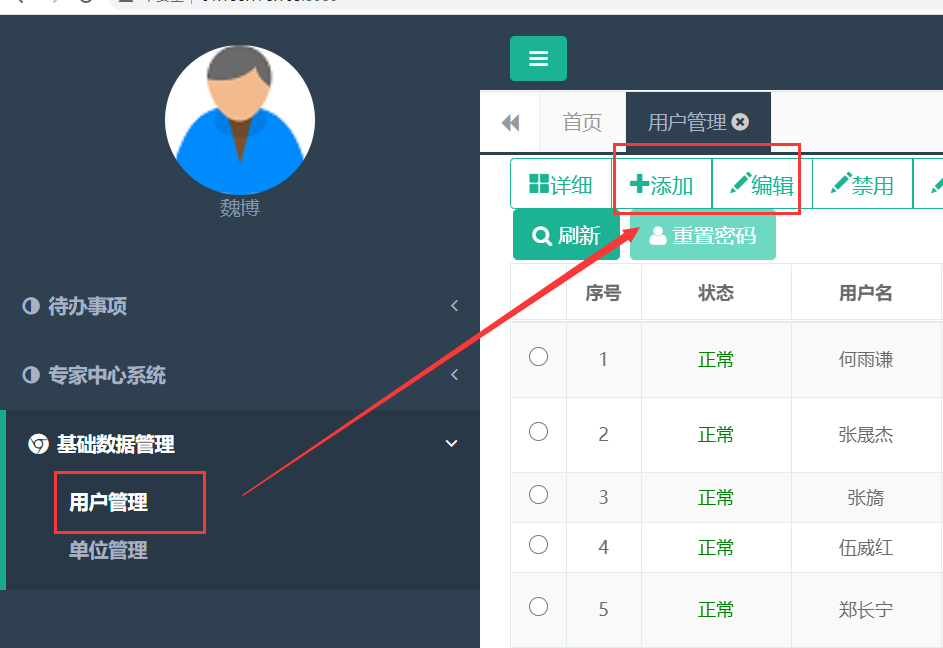 魏博
待办事项
专家中心系统
基础数据管理
用户管理
单位管理
首页 用户管理
详细 添加 编辑 禁用
刷新 重置密码
序号 状态 用户名
1 正常 何雨谦
2 正常 张晟杰
3 正常 张旖
4 正常 伍威红
5 正常 郑长宁